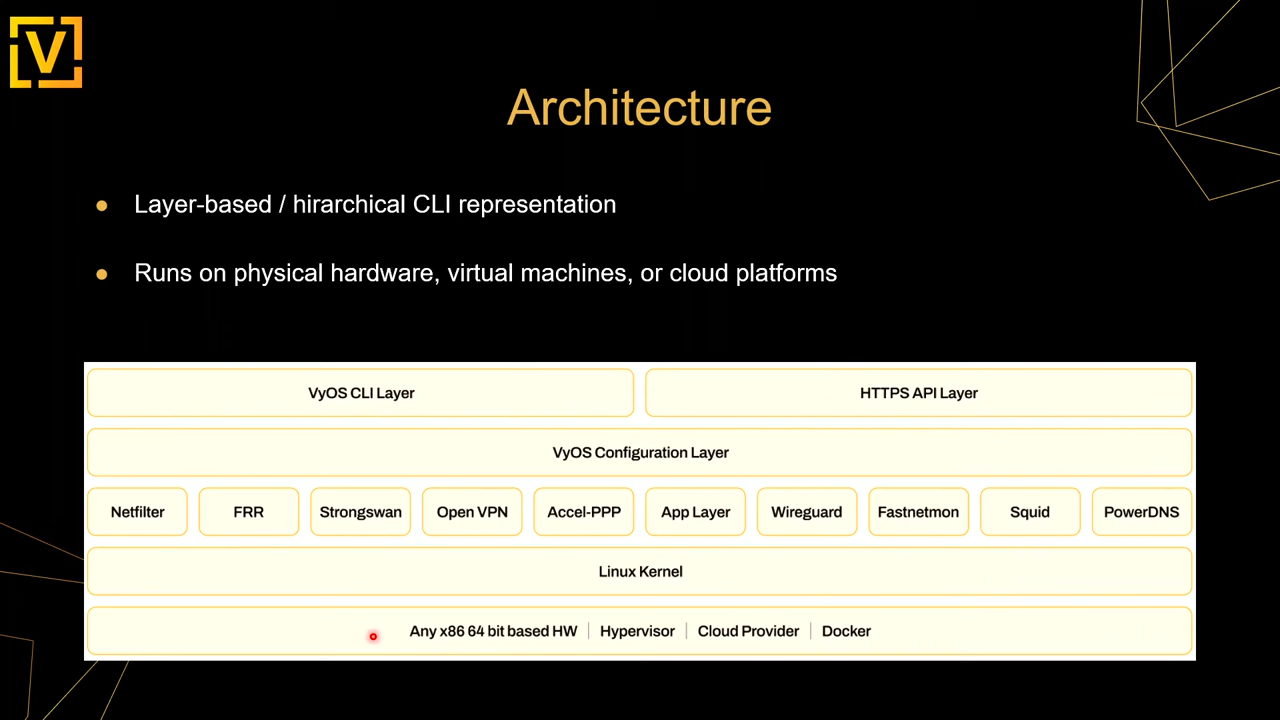 V
Architecture
● Layer-based / hirarchical CLI representation
● Runs on physical hardware, virtual machines, or cloud platforms
VyOS CLI Layer HTTPS API Layer
VyOS Configuration Layer
Netfilter FRR Strongswan Open VPN Accel-PPP App Layer Wireguard Fastnetmon Squid PowerDNS
Linux Kernel
Any x86 64 bit based HW | Hypervisor | Cloud Provider | Docker